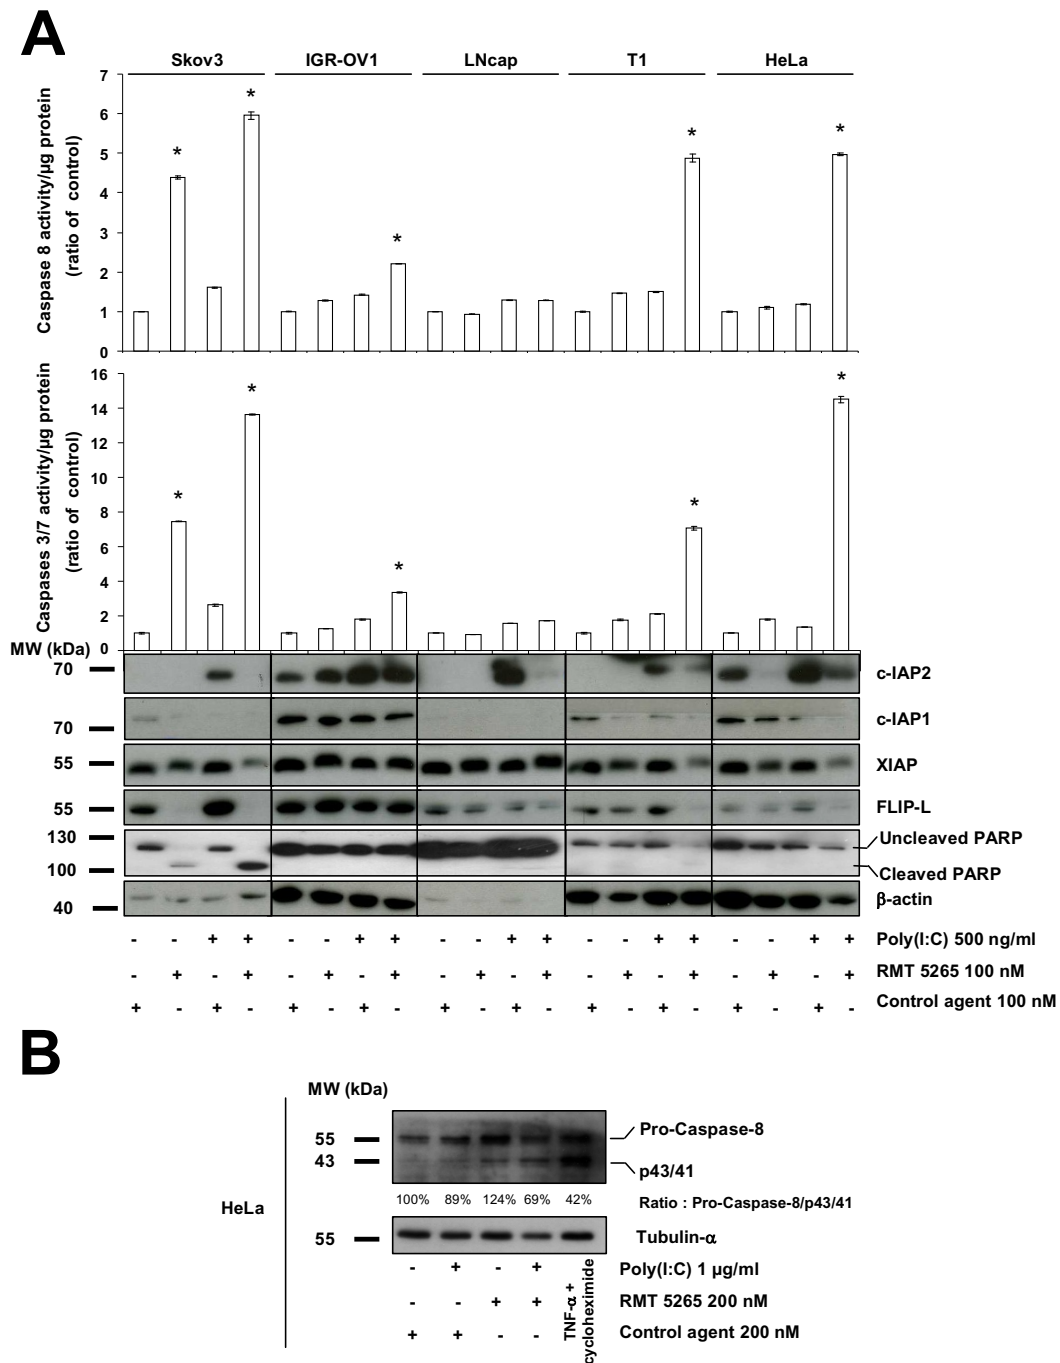 A
Skov3 IGR-OV1 LNcap T1 HeLa
Caspase 8 activity/µg protein
(ratio of control)
7
6
5
4
3
2
1
0
* * * * *
Caspases 3/7 activity/µg protein
(ratio of control)
16
14
12
10
8
6
4
2
0
* * * * *
MW (kDa)
70 c-IAP2
70 c-IAP1
55 XIAP
55 FLIP-L
130 Uncleaved PARP
100 Cleaved PARP
40 β-actin
- - + + - - + + - - + + - - + + - - + + Poly(I:C) 500 ng/ml
- + - + - + - + - + - + - + - + - + - + RMT 5265 100 nM
+ - + - + - + - + - + - + - + - + - + - Control agent 100 nM
B
MW (kDa)
HeLa
55 Pro-Caspase-8
43 p43/41
100% 89% 124% 69% 42% Ratio : Pro-Caspase-8/p43/41
55 Tubulin-α
- + - + Poly(I:C) 1 µg/ml
- - + + RMT 5265 200 nM
+ + - - Control agent 200 nM
TNF-α +
cycloheximide